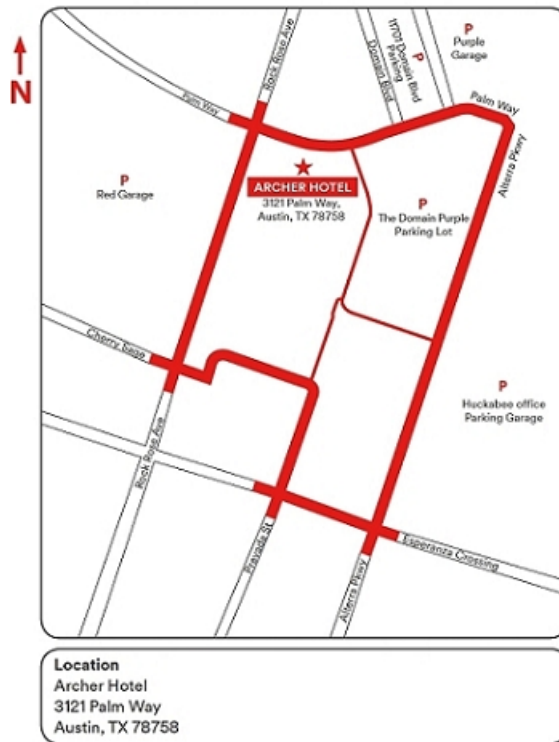 N
Rock Rose Ave
Palm Way
Domain Blvd
11701 Domain Blvd
Parking
P
P
Purple
Garage
Palm Way
Alterra Pkwy
P
Red Garage
ARCHER HOTEL
3121 Palm Way,
Austin, TX 78758
P
The Domain Purple
Parking Lot
Cherry Sage
P
Huckabee office
Parking Garage
Rock Rose Ave
Prayada St.
Alterra Pkwy
Esperanza Crossing
Location
Archer Hotel
3121 Palm Way
Austin, TX 78758